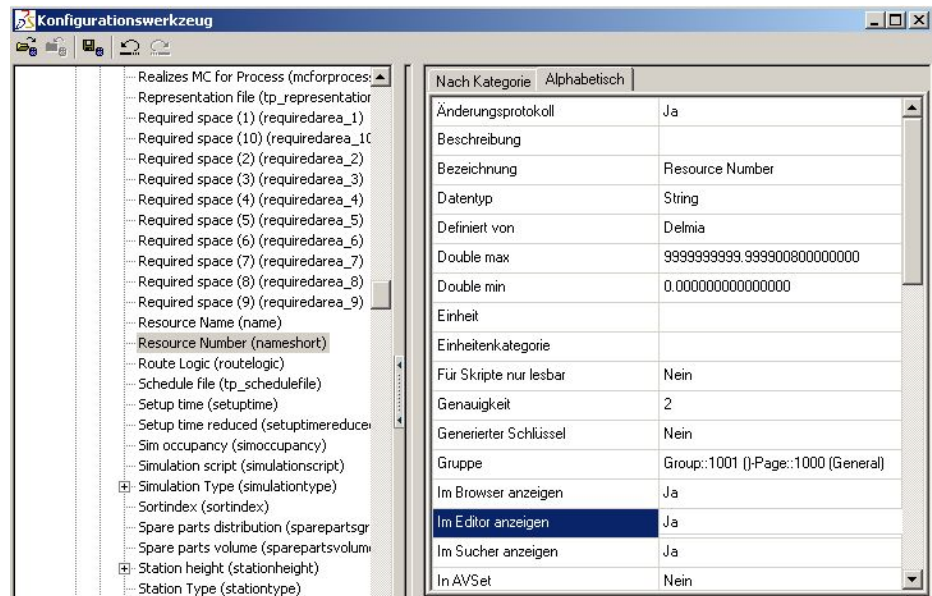 Konfigurationswerkzeug
Realizes MC for Process (mcforproces
Representation file (tp_representation
Required space (1) (requiredarea_1)
Required space (10) (requiredarea_10
Required space (2) (requiredarea_2)
Required space (3) (requiredarea_3)
Required space (4) (requiredarea_4)
Required space (5) (requiredarea_5)
Required space (6) (requiredarea_6)
Required space (7) (requiredarea_7)
Required space (8) (requiredarea_8)
Required space (9) (requiredarea_9)
Resource Name (name)
Resource Number (nameshort)
Route Logic (routelogic)
Schedule file (tp_schedulefile)
Setup time (setuptime)
Setup time reduced (setuptimereduce
Sim occupancy (simoccupancy)
Simulation script (simulationscript)
Simulation Type (simulationtype)
Sortindex (sortindex)
Spare parts distribution (sparepartsgr
Spare parts volume (sparepartsvolum
Station height (stationheight)
Station Type (stationtype)
Nach Kategorie Alphabetisch
Änderungsprotokoll Ja
Beschreibung
Bezeichnung Resource Number
Datentyp String
Definiert von Delmia
Double max 9999999999.999900800000000
Double min 0.000000000000000
Einheit
Einheitenkategorie
Für Skripte nur lesbar Nein
Genauigkeit 2
Generierter Schlüssel Nein
Gruppe Group::1001 ()-Page::1000 (General)
Im Browser anzeigen Ja
Im Editor anzeigen Ja
Im Sucher anzeigen Ja
In AVSet Nein